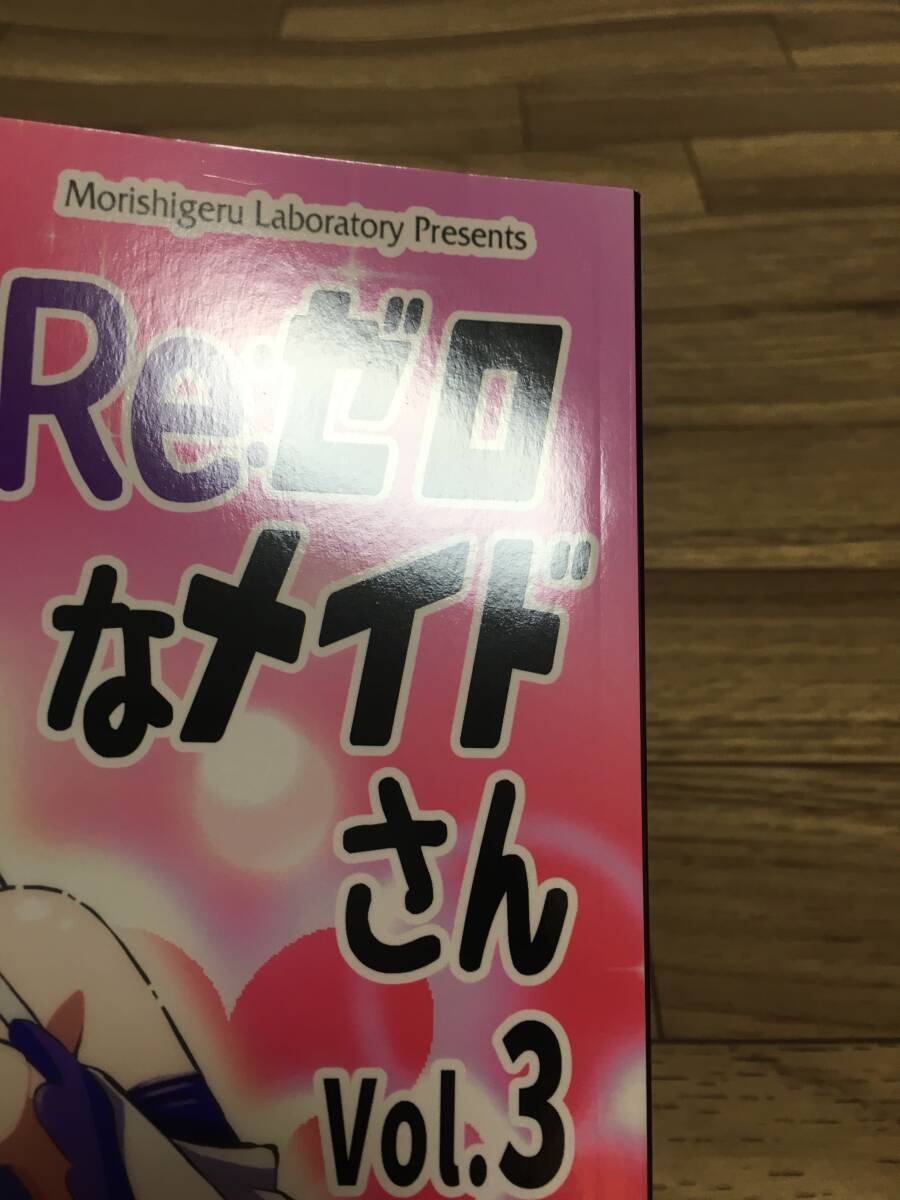 Morishigeru Laboratory Presents
Re:ゼロ
なメイド
さん
Vol.3